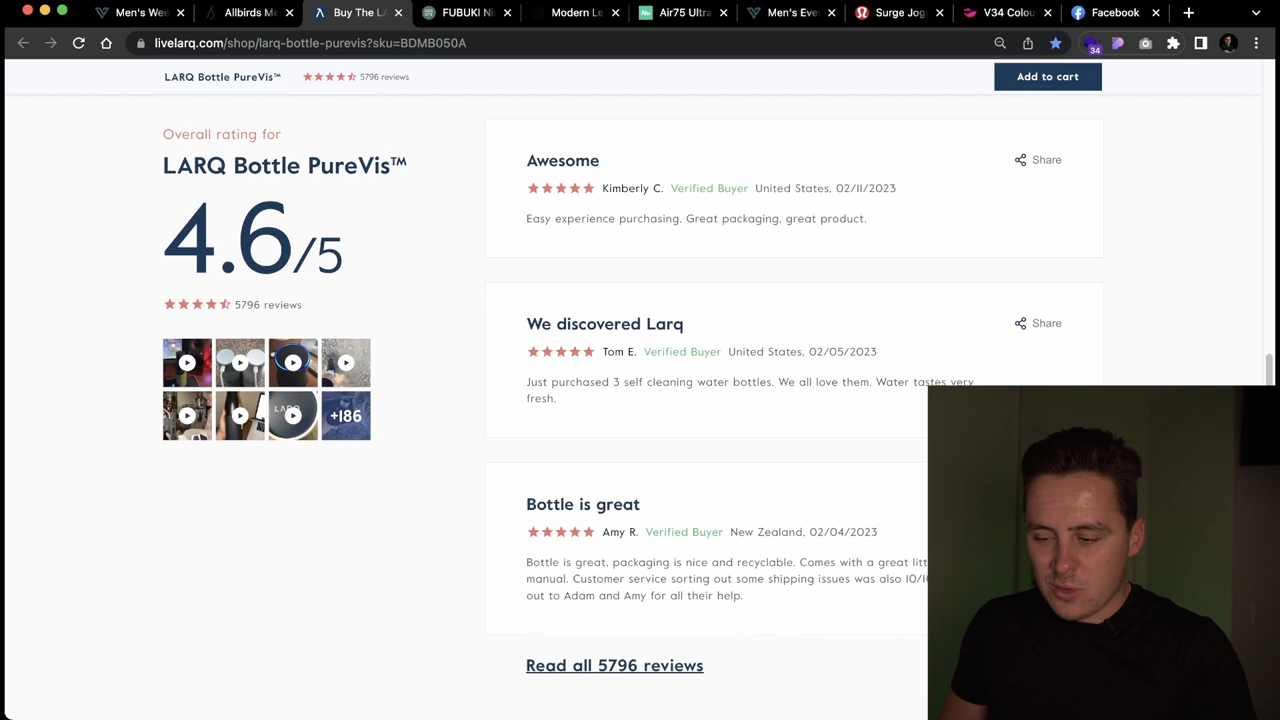 Men's Wee
Allbirds Me
Buy The LA
FUBUKI Ni
Modern Le
Air75 Ultra
Men's Eve
Surge Jog
V34 Colou
Facebook
livelarq.com/shop/larq-bottle-purevis?sku=BDMB050A
34
LARQ Bottle PureVis™
5796 reviews
Add to cart
Overall rating for
LARQ Bottle PureVis™
4.6/5
5796 reviews
LARQ
+186
Awesome
Share
Kimberly C. Verified Buyer United States, 02/11/2023
Easy experience purchasing. Great packaging, great product.
We discovered Larq
Share
Tom E. Verified Buyer United States, 02/05/2023
Just purchased 3 self cleaning water bottles. We all love them. Water tastes very
fresh.
Bottle is great
Amy R. Verified Buyer New Zealand, 02/04/2023
Bottle is great, packaging is nice and recyclable. Comes with a great
manual. Customer service sorting out some shipping issues was also
out to Adam and Amy for all their help.
Read all 5796 reviews